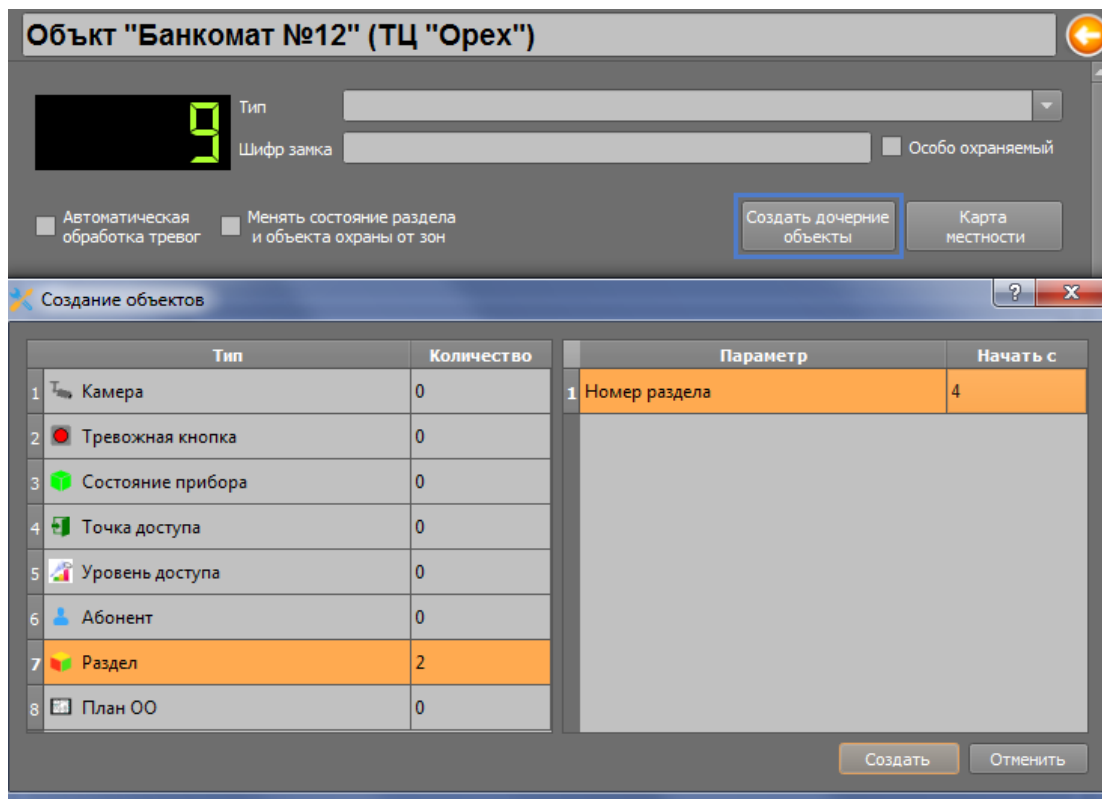 Объкт "Банкомат №12" (ТЦ "Орех")
9
Тип
Шифр замка
Особо охраняемый
Автоматическая
обработка тревог
Менять состояние раздела
и объекта охраны от зон
Создать дочерние
объекты
Карта
местности
Создание объектов
?
Тип Количество
1 Камера 0
2 Тревожная кнопка 0
3 Состояние прибора 0
4 Точка доступа 0
5 Уровень доступа 0
6 Абонент 0
7 Раздел 2
8 План ОО 0
Параметр Начать с
1 Номер раздела 4
Создать
Отменить